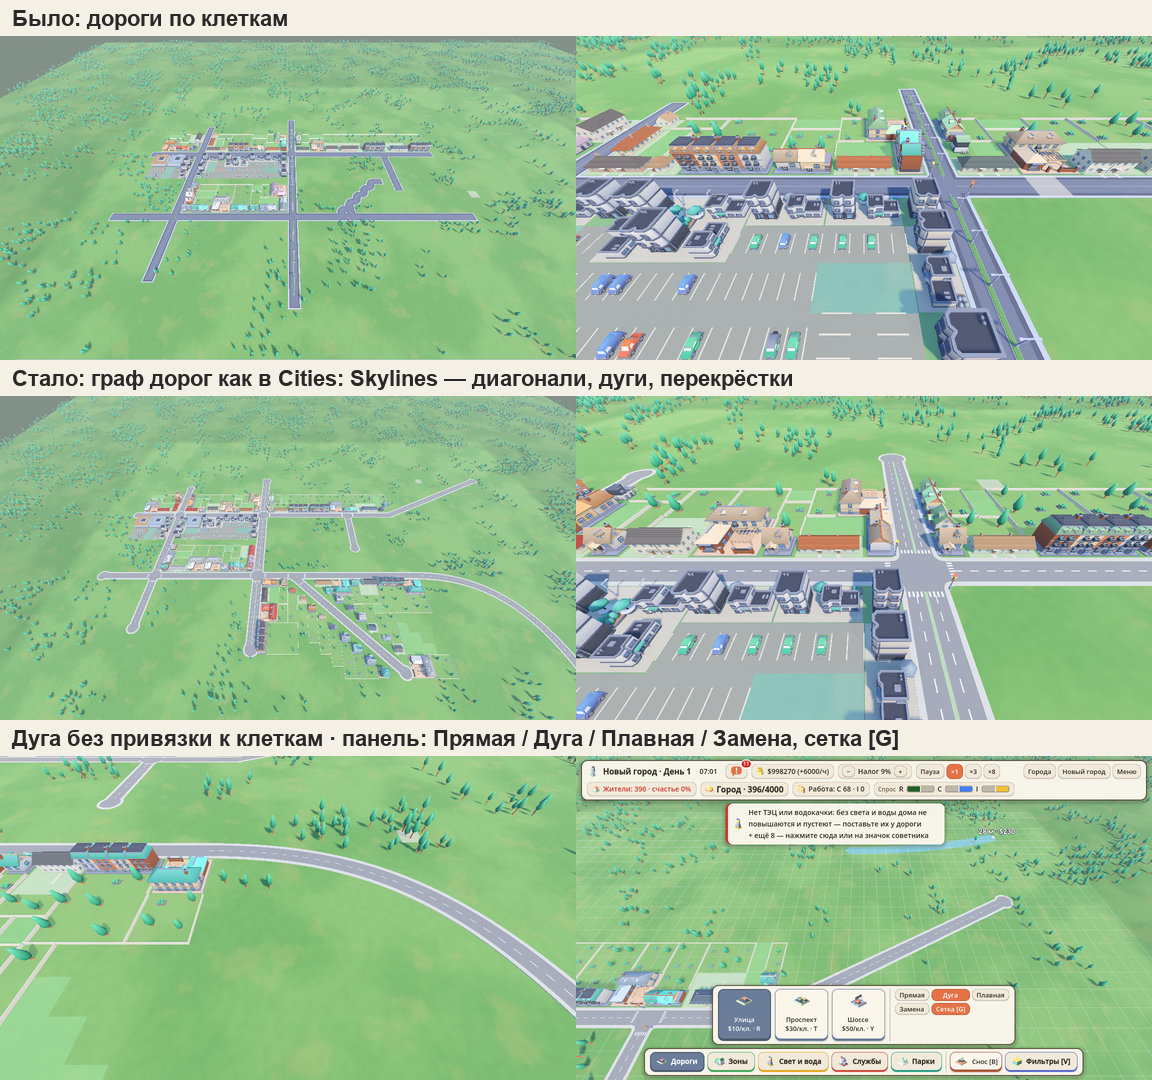 Было: дороги по клеткам
Стало: граф дорог как в Cities: Skylines — диагонали, дуги, перекрёстки
Дуга без привязки к клеткам · панель: Прямая / Дуга / Плавная / Замена, сетка [G]
Новый город · День 1 07:01 11 $998270 (+6000/ч) − Налог 9% + Пауза ×1 ×3 ×8 Города Новый город Меню
Жители: 396 · счастье 0% Город · 396/4000 Работа: С 68 · I 0 Спрос R C I
Нет ТЭЦ или водокачки: без света и воды дома не
повышаются и пустеют — поставьте их у дороги
+ ещё 8 — нажмите сюда или на значок советника
Прямая Дуга Плавная
Замена Сетка [G]
Улица Проспект Шоссе
$10/кл. · R $30/кл. · T $50/кл. · Y
Дороги Зоны Свет и вода Службы Парки Снос [B] Фильтры [V]